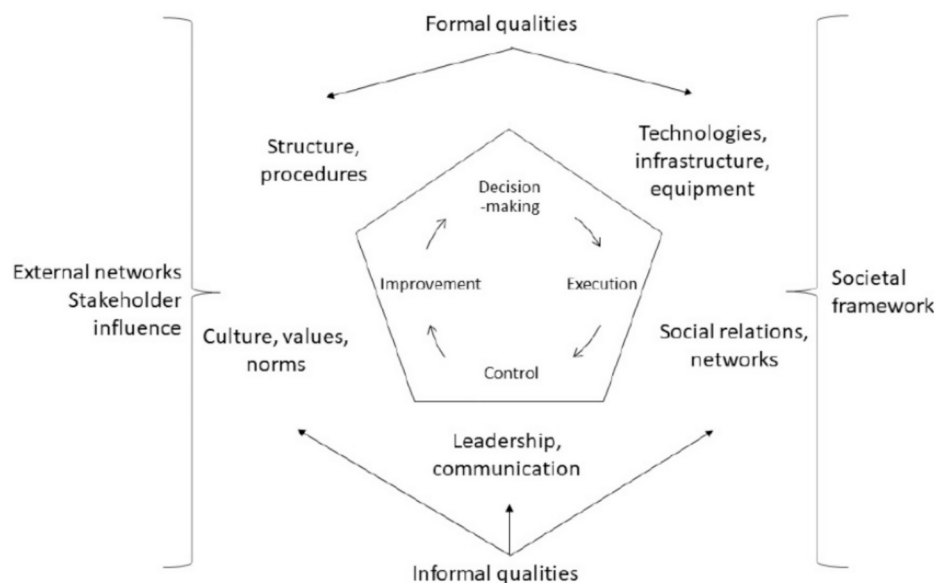 Formal qualities
Structure,
procedures
Technologies,
infrastructure,
equipment
Decision
-making
External networks
Stakeholder
influence
Improvement
Execution
Societal
framework
Culture, values,
norms
Social relations,
networks
Control
Leadership,
communication
Informal qualities